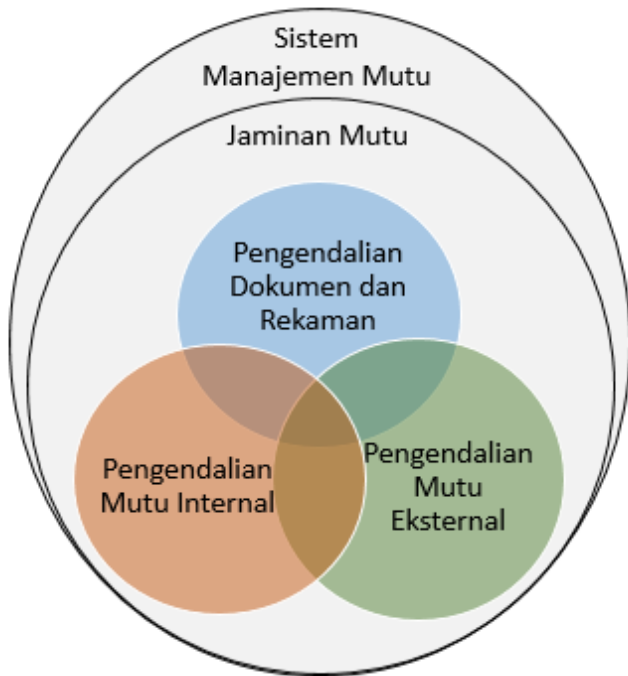 Sistem
Manajemen Mutu
Jaminan Mutu
Pengendalian
Dokumen dan
Rekaman
Pengendalian
Mutu Internal
Pengendalian
Mutu
Eksternal